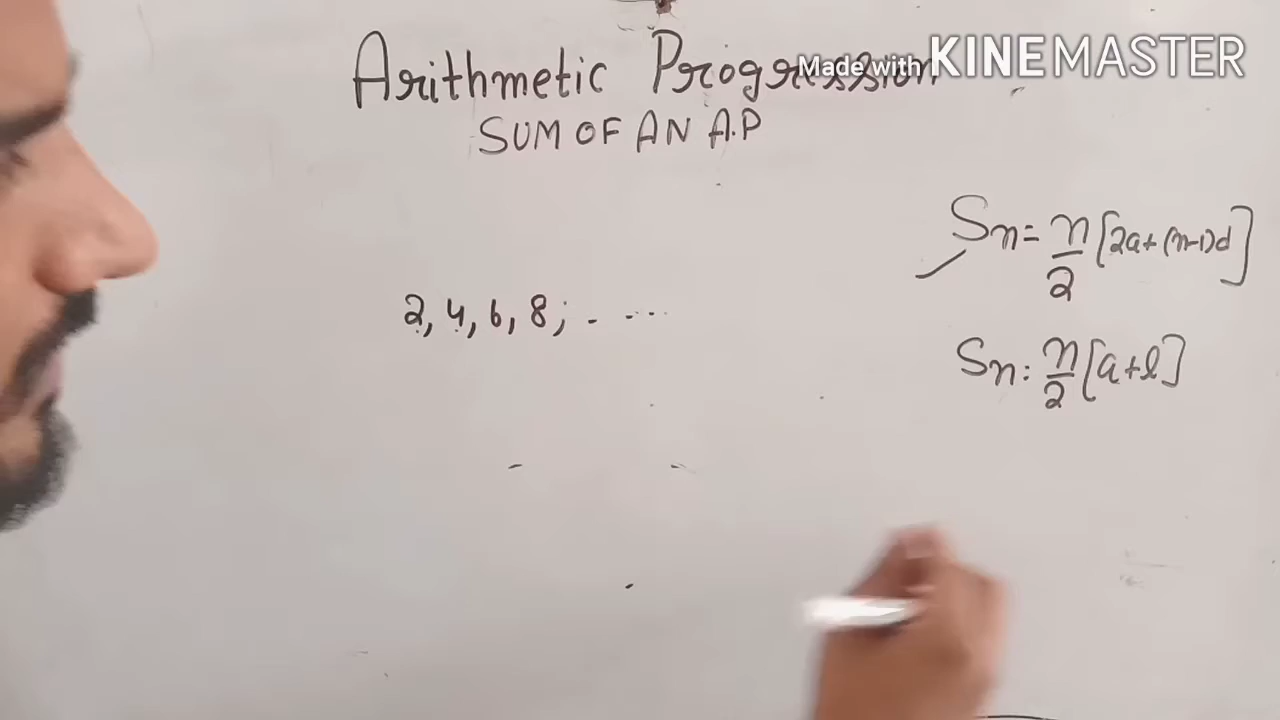 Arithmetic Progression
Made with KINEMASTER
SUM OF AN A.P
Sn = n/2 [2a+(n-1)d]
2, 4, 6, 8, - - - -
Sn : n/2 [a+l]